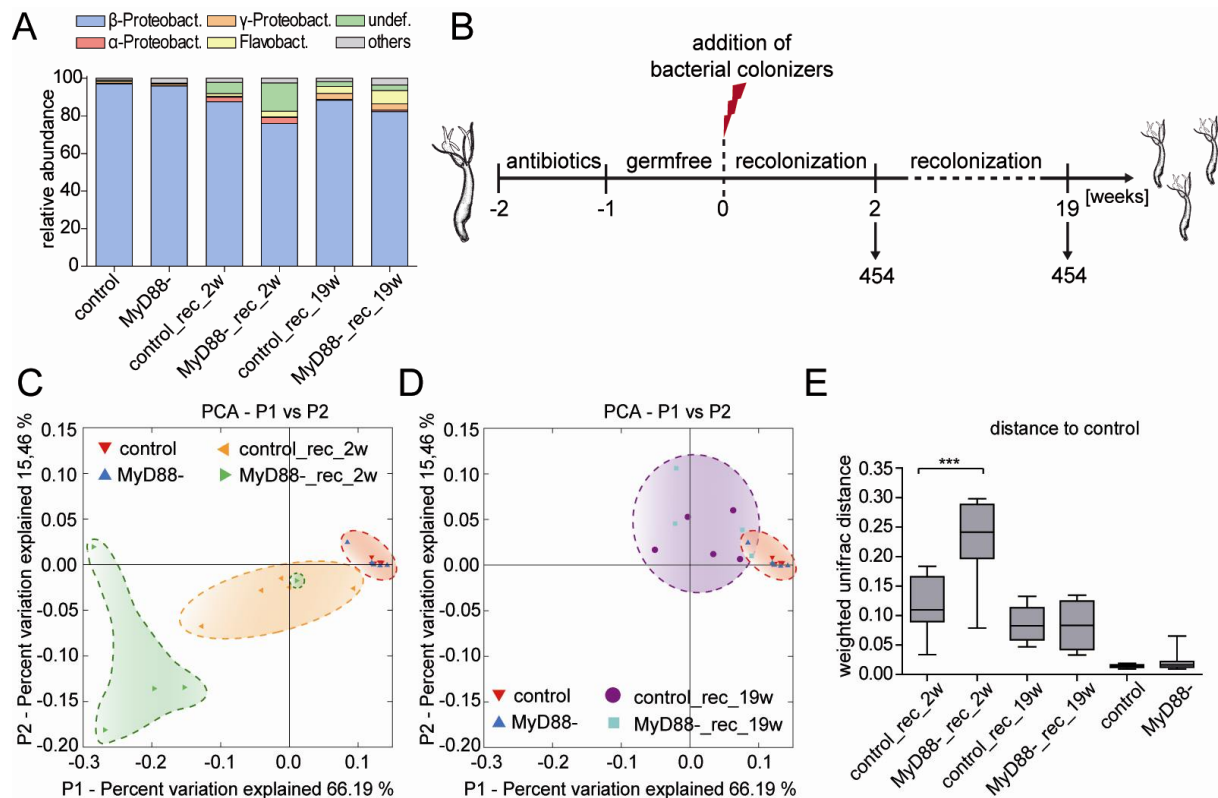 A
β-Proteobact. γ-Proteobact. undef.
α-Proteobact. Flavobact. others
relative abundance
100
80
60
40
20
0
control
MyD88-
control_rec_2w
MyD88-_rec_2w
control_rec_19w
MyD88-_rec_19w
B
addition of
bacterial colonizers
antibiotics germfree recolonization recolonization
[weeks]
-2 -1 0 2 19
454 454
C
PCA - P1 vs P2
P2 - Percent variation explained 15,46 %
0.15
0.10
0.05
0.00
-0.05
-0.10
-0.15
-0.20
control control_rec_2w
MyD88- MyD88-_rec_2w
-0.3 -0.2 -0.1 0.0 0.1
P1 - Percent variation explained 66.19 %
D
PCA - P1 vs P2
P2 - Percent variation explained 15,46 %
0.15
0.10
0.05
0.00
-0.05
-0.10
-0.15
-0.20
control control_rec_19w
MyD88- MyD88-_rec_19w
-0.3 -0.2 -0.1 0.0 0.1
P1 - Percent variation explained 66.19 %
E
distance to control
weighted unifrac distance
0.35
0.30
0.25
0.20
0.15
0.10
0.05
0.00
***
control_rec_2w
MyD88-_rec_2w
control_rec_19w
MyD88-_rec_19w
control
MyD88-